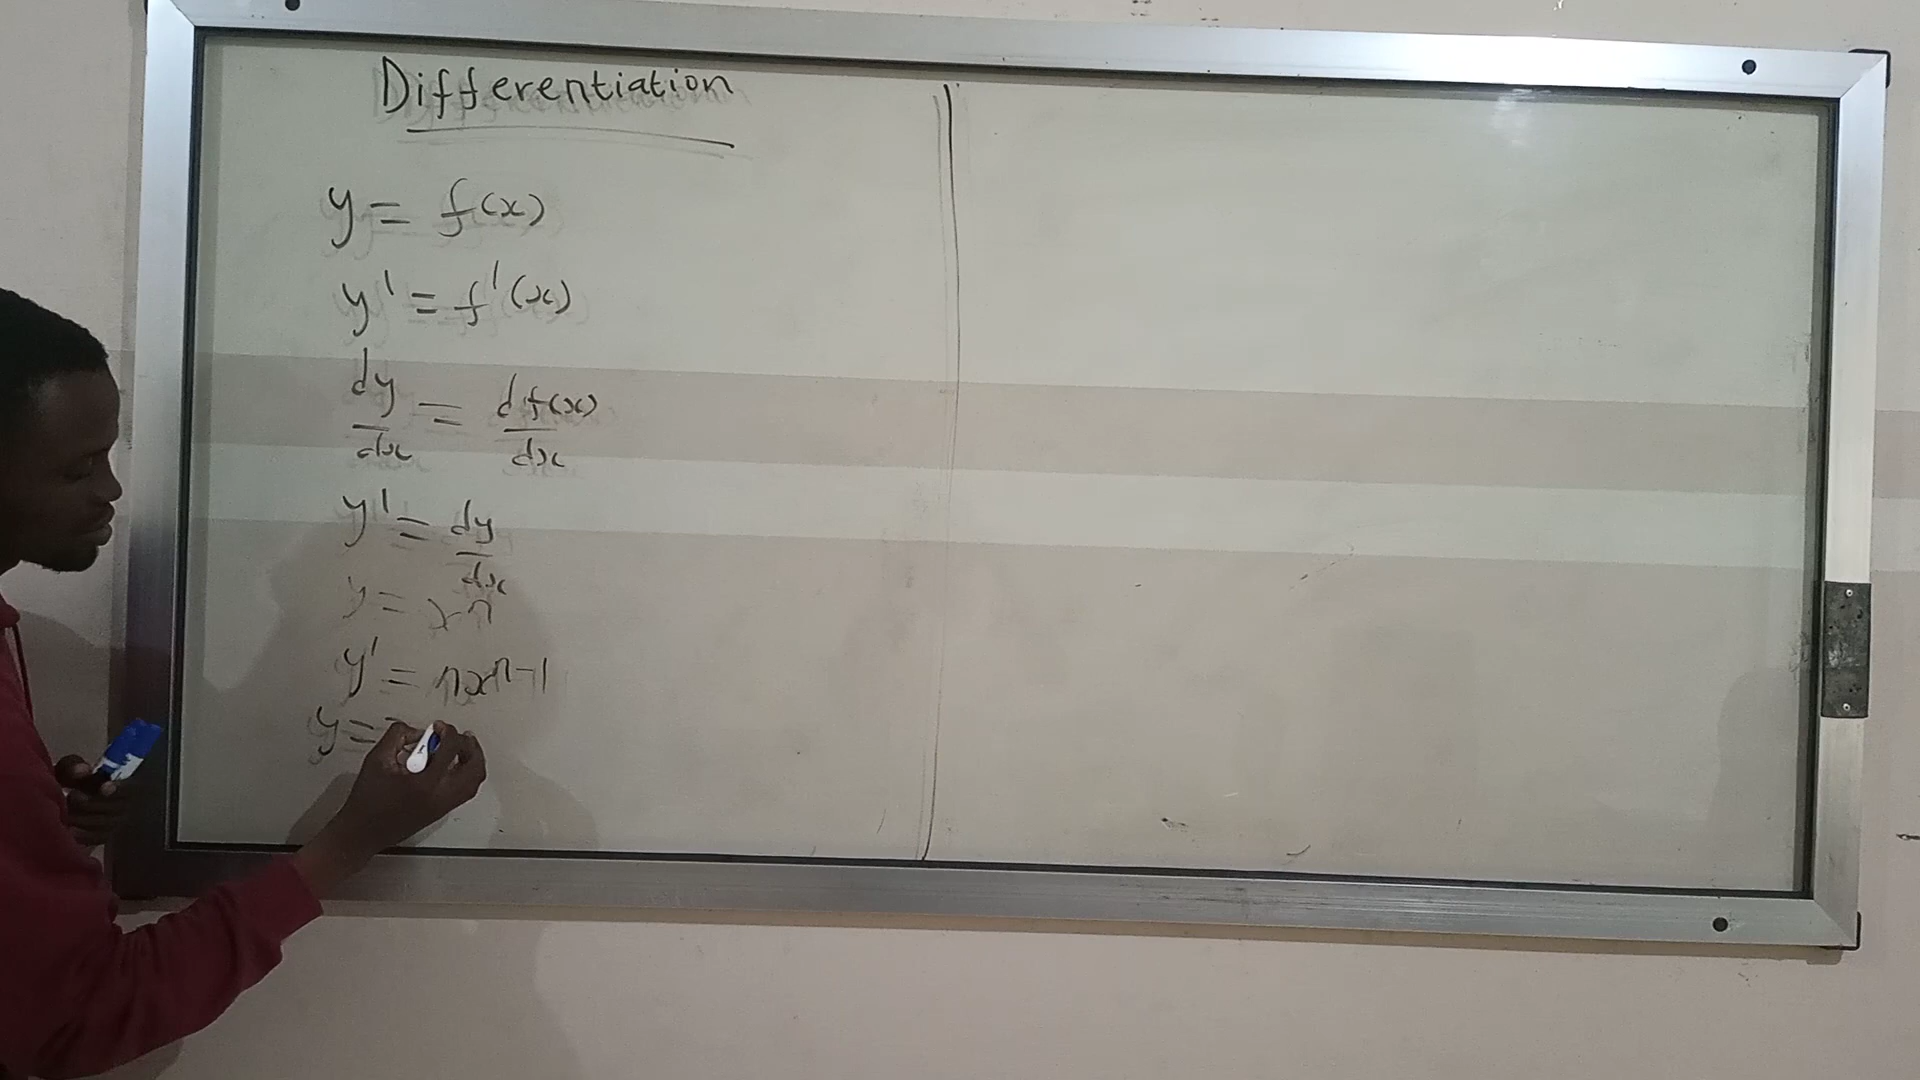 Differentiation
y = f(x)
y' = f'(x)
dy/dx = df(x)/dx
y' = dy/dx
y = xⁿ
y' = nxⁿ⁻¹
y =